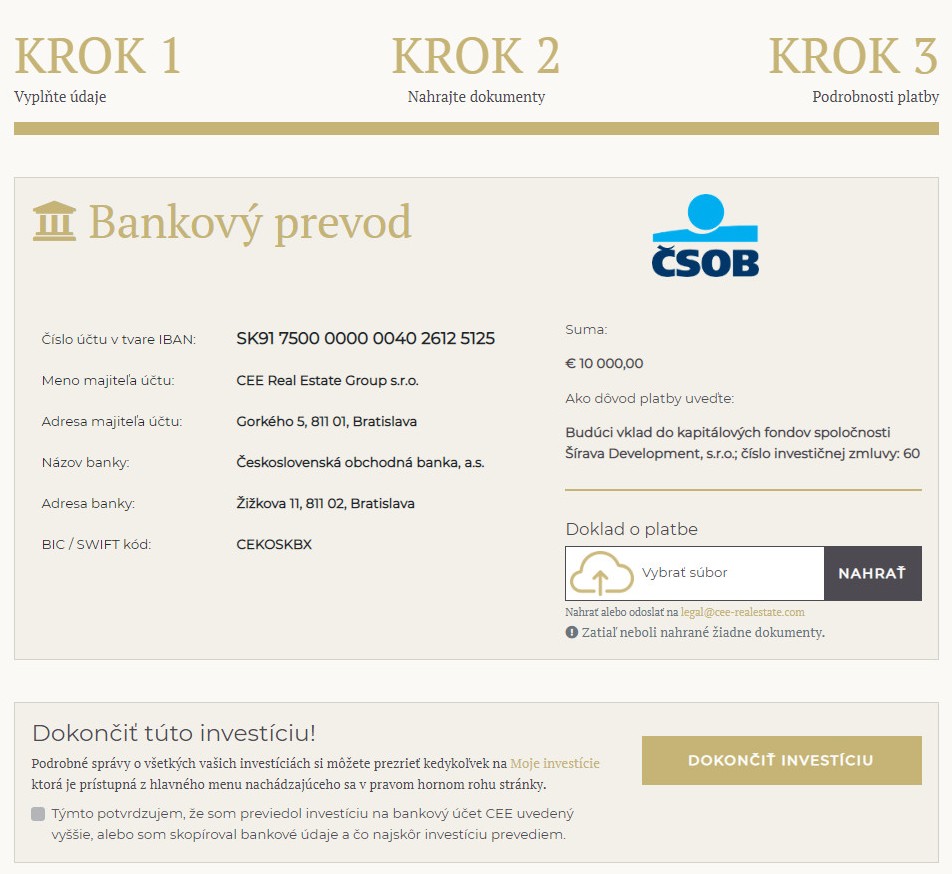 KROK 1
Vyplňte údaje
KROK 2
Nahrajte dokumenty
KROK 3
Podrobnosti platby
Bankový prevod
ČSOB
Číslo účtu v tvare IBAN: SK91 7500 0000 0040 2612 5125
Meno majiteľa účtu: CEE Real Estate Group s.r.o.
Adresa majiteľa účtu: Gorkého 5, 811 01, Bratislava
Názov banky: Československá obchodná banka, a.s.
Adresa banky: Žižkova 11, 811 02, Bratislava
BIC / SWIFT kód: CEKOSKBX
Suma:
€ 10 000,00
Ako dôvod platby uveďte:
Budúci vklad do kapitálových fondov spoločnosti
Šírava Development, s.r.o.; číslo investičnej zmluvy: 60
Doklad o platbe
Vybrať súbor
NAHRAŤ
Nahrať alebo odoslať na legal@cee-realestate.com
Zatiaľ neboli nahrané žiadne dokumenty.
Dokončiť túto investíciu!
Podrobné správy o všetkých vašich investíciách si môžete prezrieť kedykoľvek na Moje investície
ktorá je prístupná z hlavného menu nachádzajúceho sa v pravom hornom rohu stránky.
Týmto potvrdzujem, že som previedol investíciu na bankový účet CEE uvedený
vyššie, alebo som skopíroval bankové údaje a čo najskôr investíciu prevediem.
DOKONČIŤ INVESTÍCIU